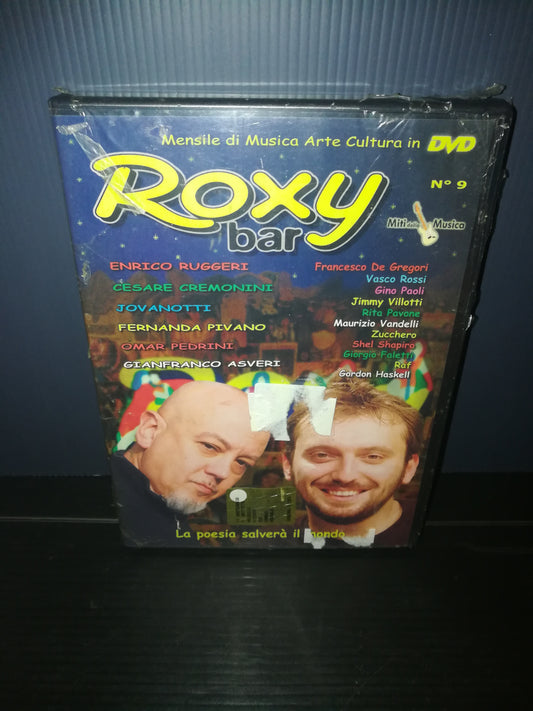 Mensile di Musica Arte Cultura in DVD
Roxy
bar
N° 9
Miti della Musica
ENRICO RUGGERI
CESARE CREMONINI
JOVANOTTI
FERNANDA PIVANO
OMAR PEDRINI
GIANFRANCO ASVERI
Francesco De Gregori
Vasco Rossi
Gino Paoli
Jimmy Villotti
Rita Pavone
Maurizio Vandelli
Zucchero
Shel Shapiro
Giorgio Faletti
Raf
Gordon Haskell
La poesia salverà il mondo......